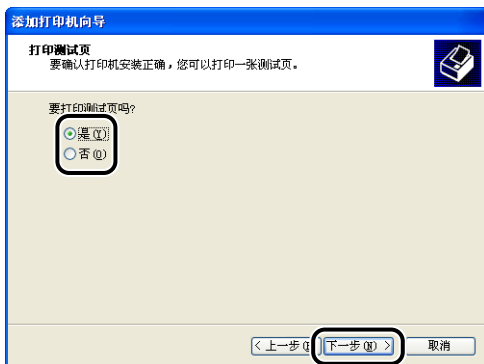 添加打印机向导
打印测试页
要确认打印机安装正确，您可以打印一张测试页。
要打印测试页吗?
是(Y)
否(O)
< 上一步(B) 下一步(N) > 取消